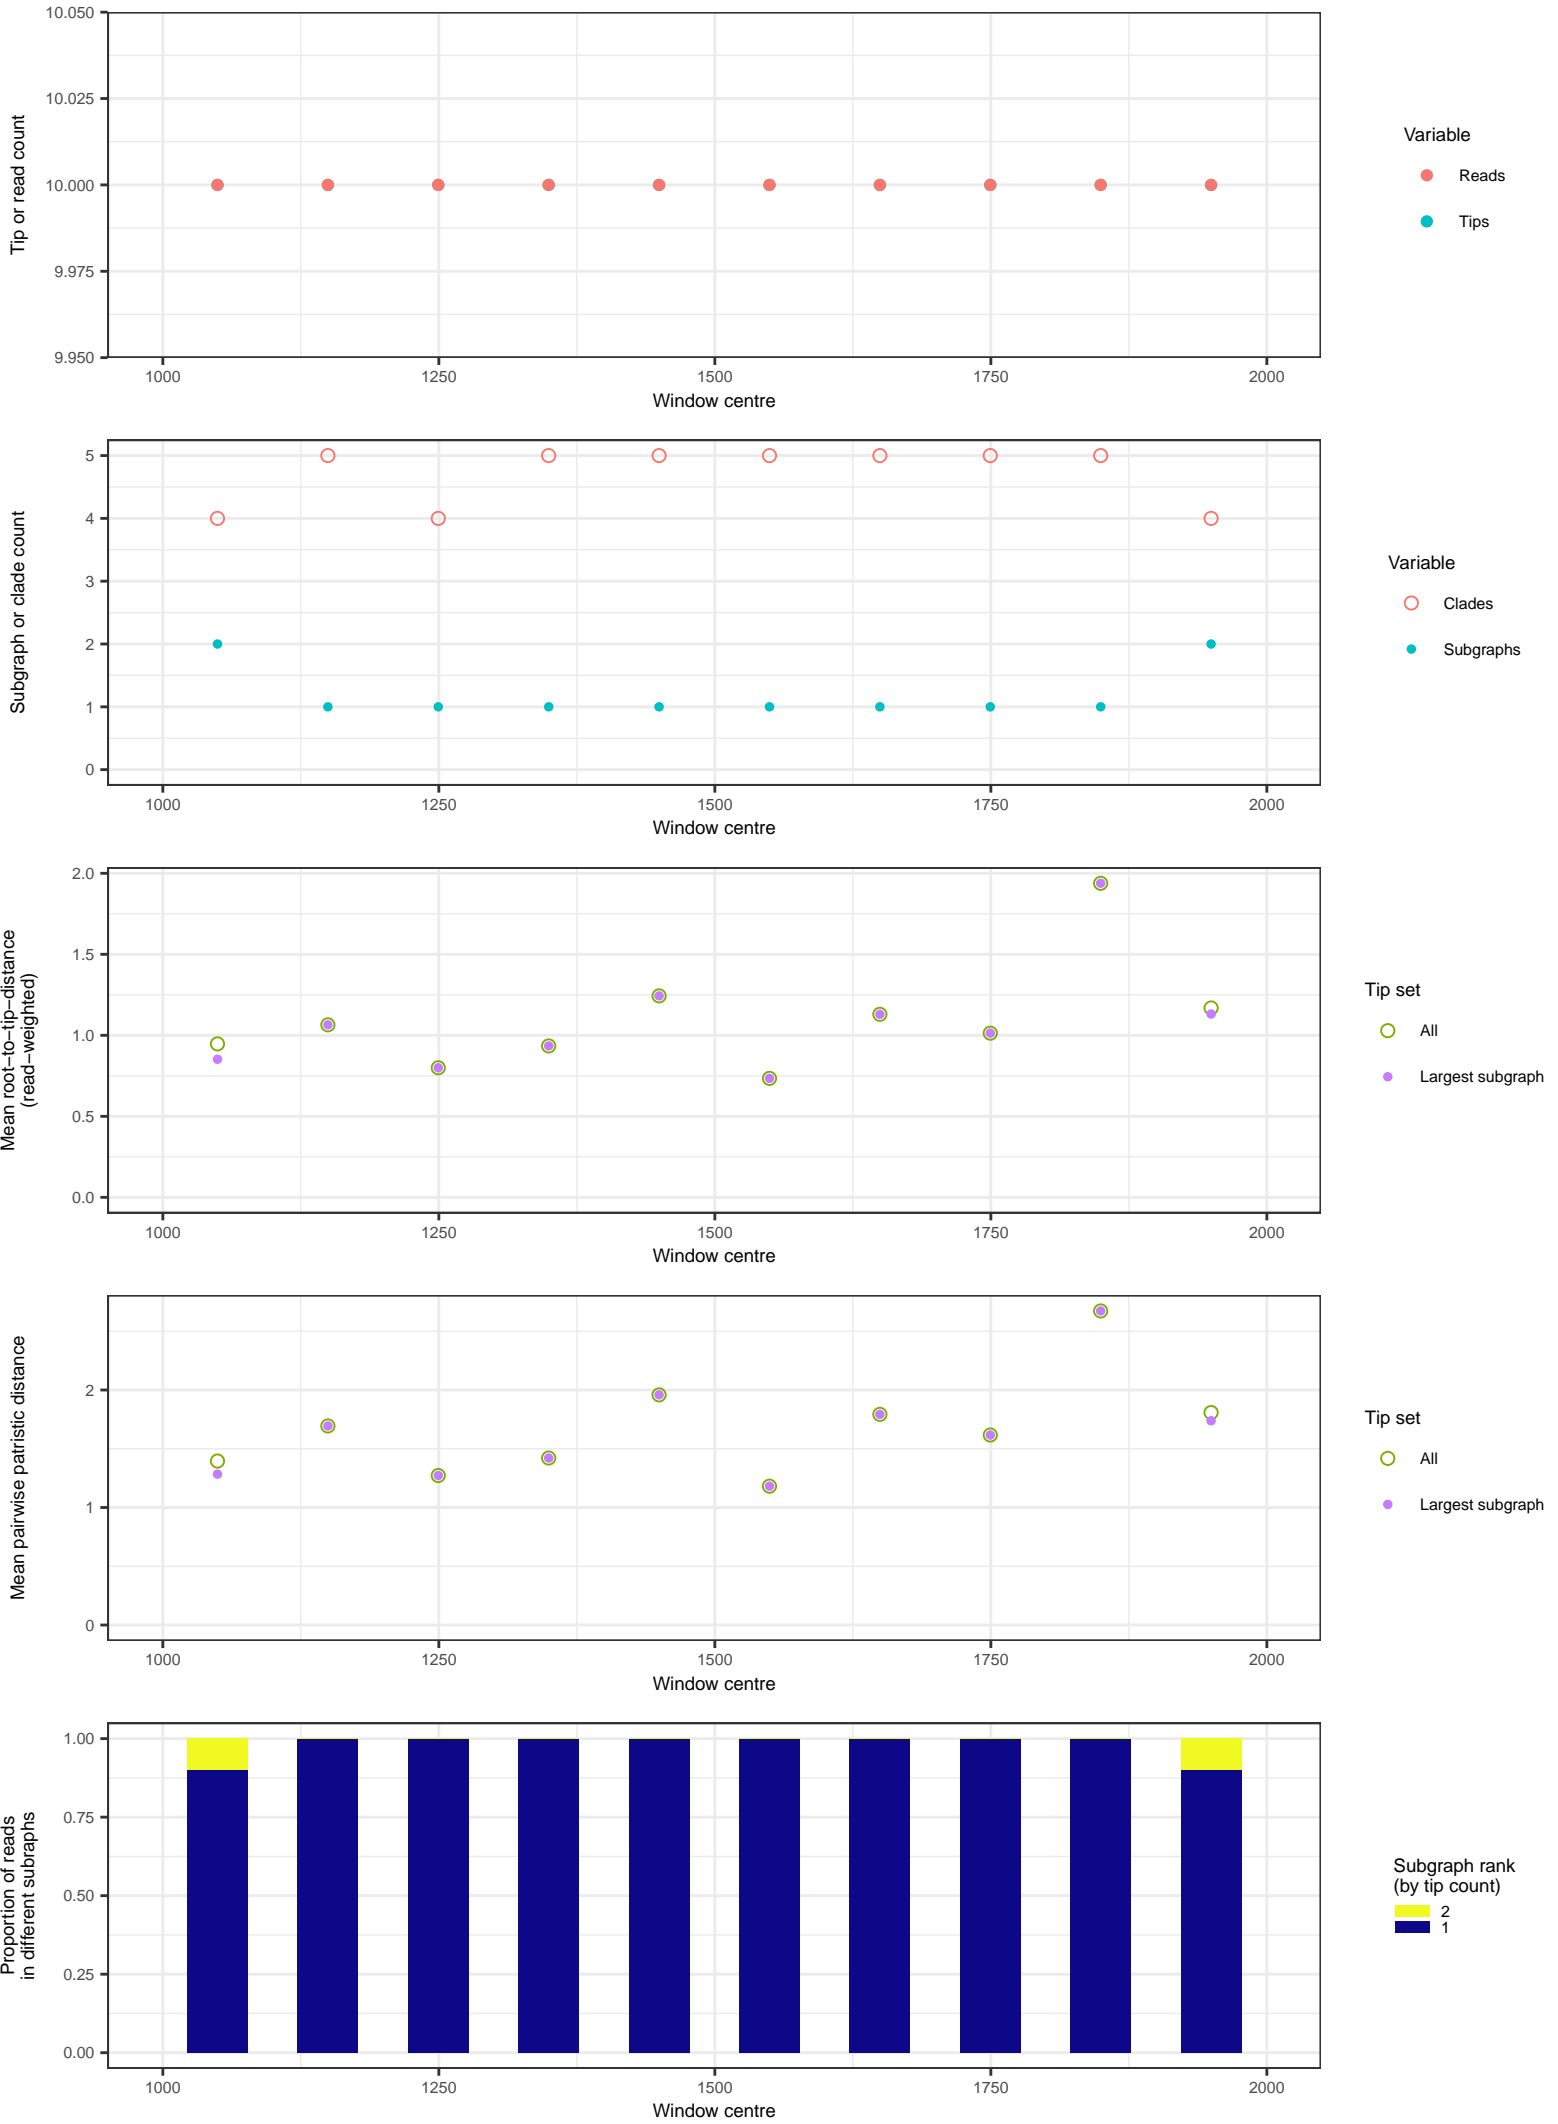 10.050
10.025
10.000
9.975
9.950
Tip or read count
1000 1250 1500 1750 2000
Window centre
Variable
Reads
Tips
5
4
3
2
1
0
Subgraph or clade count
1000 1250 1500 1750 2000
Window centre
Variable
Clades
Subgraphs
2.0
1.5
1.0
0.5
0.0
Mean root−to−tip−distance
(read−weighted)
1000 1250 1500 1750 2000
Window centre
Tip set
All
Largest subgraph
2
1
0
Mean pairwise patristic distance
1000 1250 1500 1750 2000
Window centre
Tip set
All
Largest subgraph
1.00
0.75
0.50
0.25
0.00
Proportion of reads
in different subraphs
1000 1250 1500 1750 2000
Window centre
Subgraph rank
(by tip count)
2
1